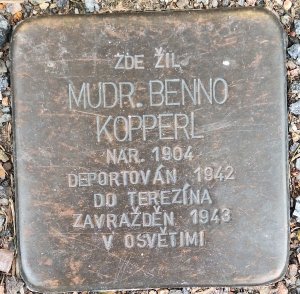 ZDE ŽIL
MUDR. BENNO
KOPPERL
NAR. 1904
DEPORTOVÁN 1942
DO TEREZÍNA
ZAVRAŽDĚN 1943
V OSVĚTIMI